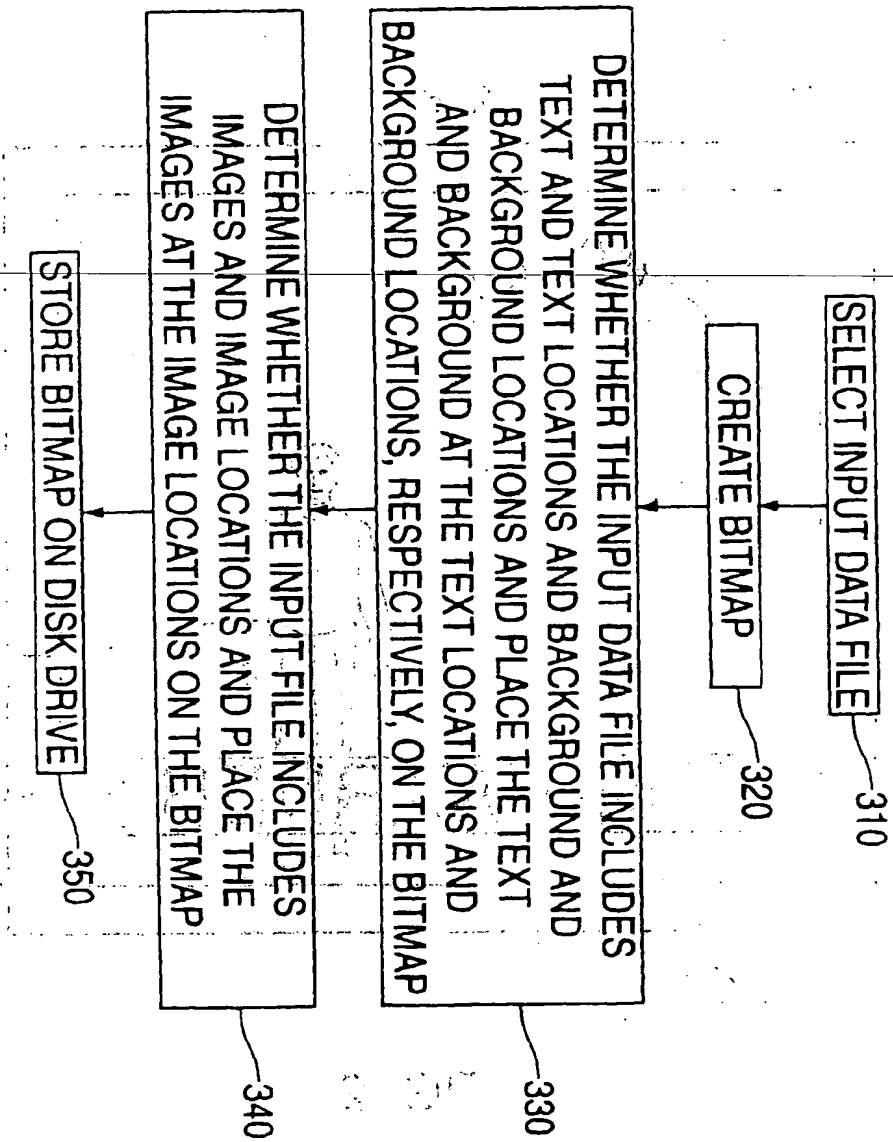 SELECT INPUT DATA FILE
310
CREATE BITMAP
320
DETERMINE WHETHER THE INPUT DATA FILE INCLUDES
TEXT AND TEXT LOCATIONS AND BACKGROUND AND
BACKGROUND LOCATIONS AND PLACE THE TEXT
AND BACKGROUND AT THE TEXT LOCATIONS AND
BACKGROUND LOCATIONS, RESPECTIVELY, ON THE BITMAP
330
DETERMINE WHETHER THE INPUT FILE INCLUDES
IMAGES AND IMAGE LOCATIONS AND PLACE THE
IMAGES AT THE IMAGE LOCATIONS ON THE BITMAP
340
STORE BITMAP ON DISK DRIVE
350